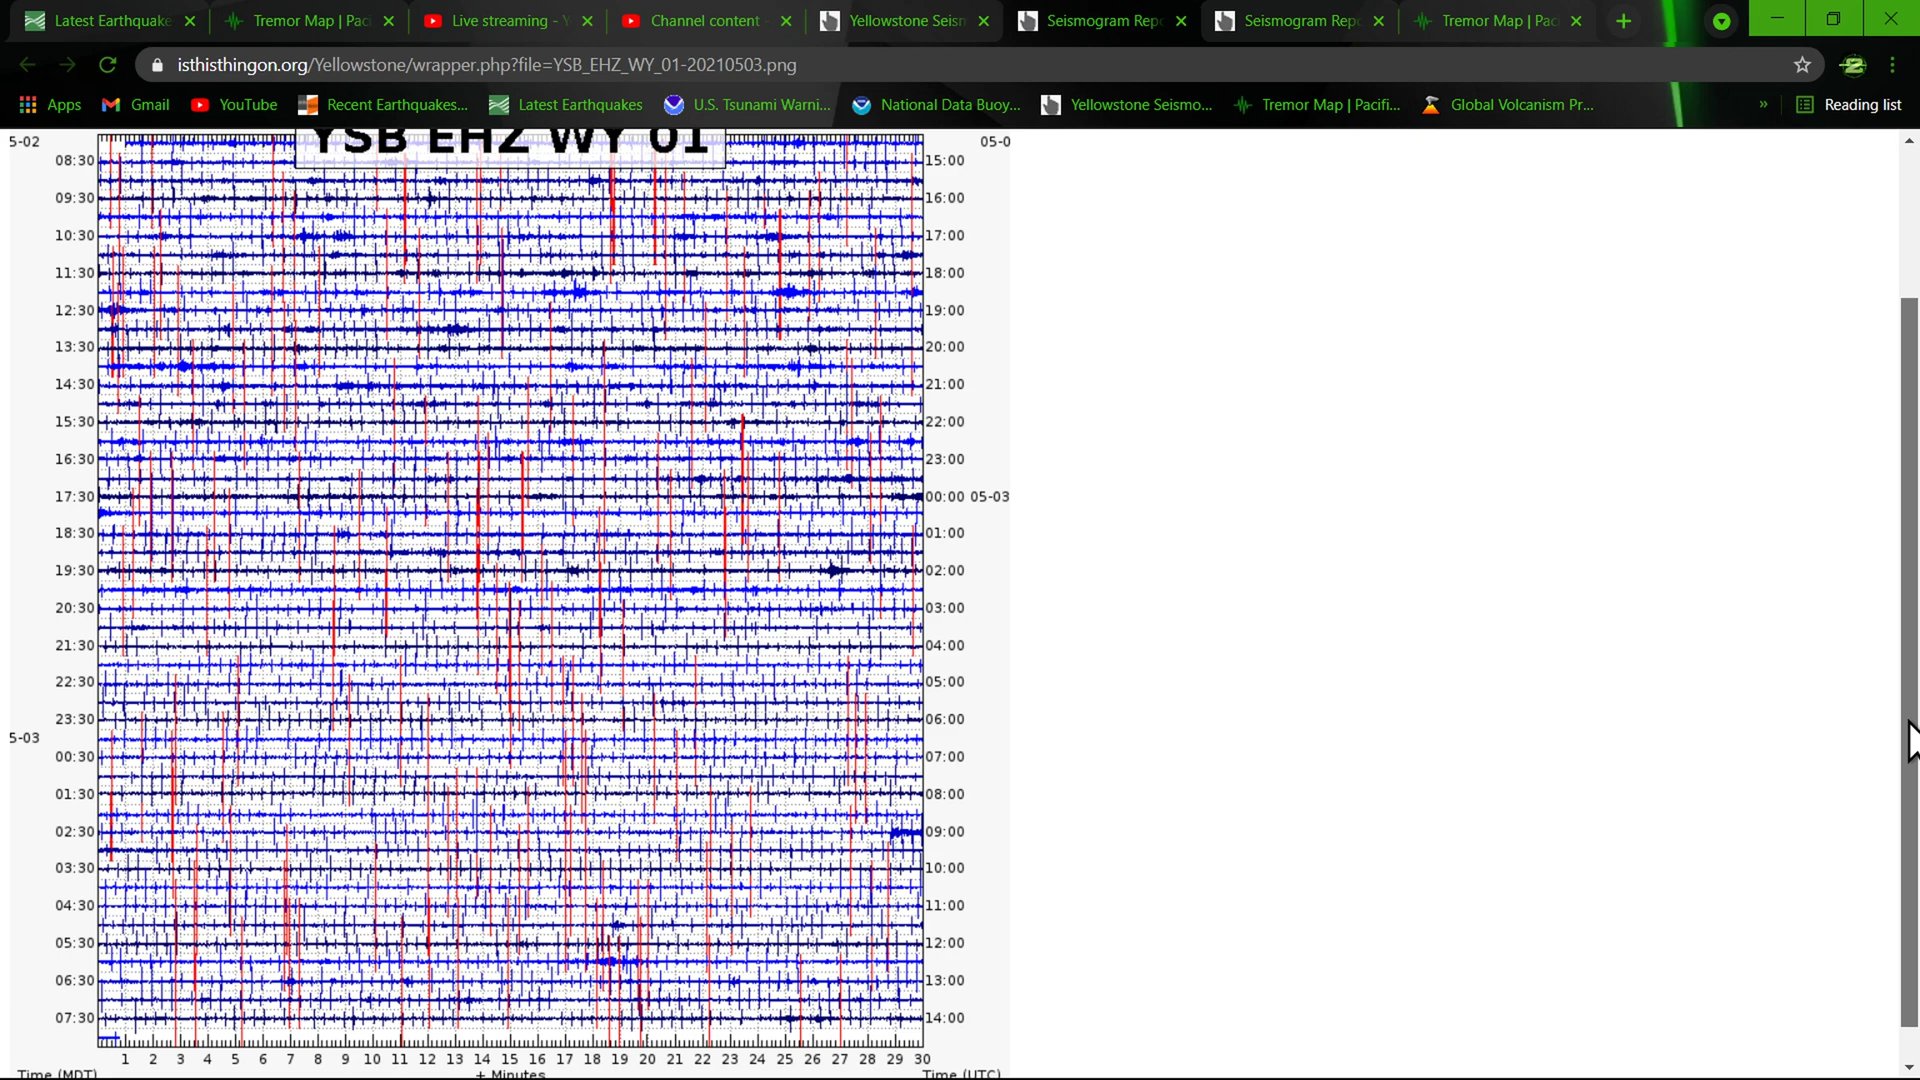 Latest Earthquake
Tremor Map | Paci
Live streaming - Y
Channel content
Yellowstone Seism
Seismogram Repo
Seismogram Repo
Tremor Map | Paci
isthisthingon.org/Yellowstone/wrapper.php?file=YSB_EHZ_WY_01-20210503.png
Apps
Gmail
YouTube
Recent Earthquakes...
Latest Earthquakes
U.S. Tsunami Warni...
National Data Buoy...
Yellowstone Seismo...
Tremor Map | Pacifi...
Global Volcanism Pr...
»
Reading list
YSB EHZ WY 01
5-02 05-0
08:30 15:00
09:30 16:00
10:30 17:00
11:30 18:00
12:30 19:00
13:30 20:00
14:30 21:00
15:30 22:00
16:30 23:00
17:30 00:00 05-03
18:30 01:00
19:30 02:00
20:30 03:00
21:30 04:00
22:30 05:00
23:30 06:00
5-03
00:30 07:00
01:30 08:00
02:30 09:00
03:30 10:00
04:30 11:00
05:30 12:00
06:30 13:00
07:30 14:00
1 2 3 4 5 6 7 8 9 10 11 12 13 14 15 16 17 18 19 20 21 22 23 24 25 26 27 28 29 30
Time (MDT) + Minutes Time (UTC)